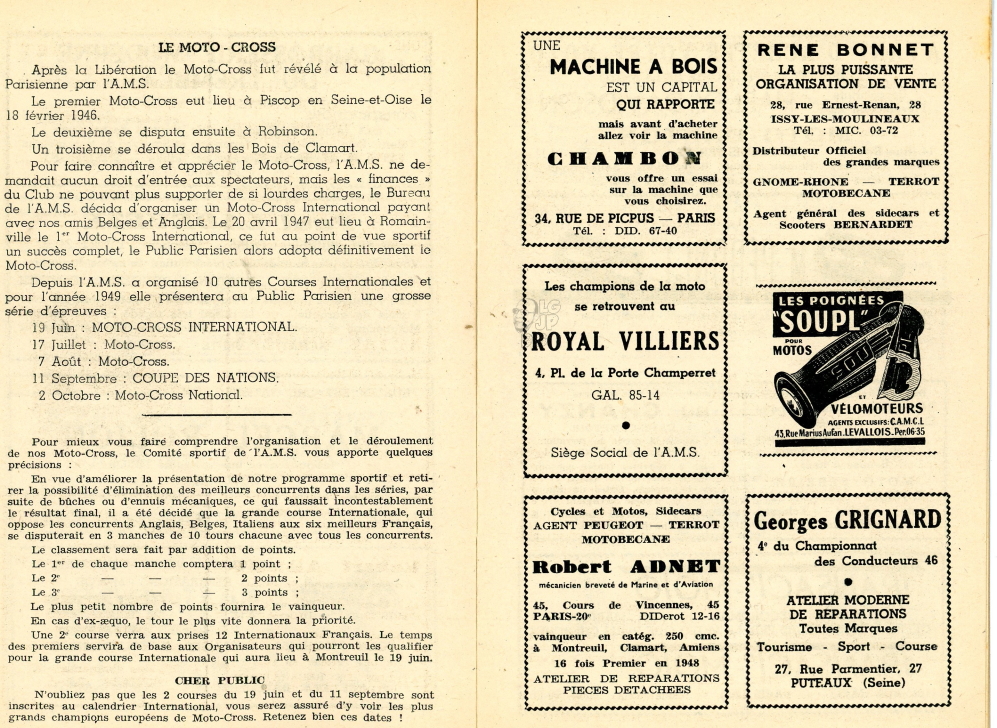 LE MOTO - CROSS
Après la Libération le Moto-Cross fut révélé à la population
Parisienne par l'A.M.S.
Le premier Moto-Cross eut lieu à Piscop en Seine-et-Oise le
18 février 1946.
Le deuxième se disputa ensuite à Robinson.
Un troisième se déroula dans les Bois de Clamart.
Pour faire connaître et apprécier le Moto-Cross, l'A.M.S. ne de-
mandait aucun droit d'entrée aux spectateurs, mais les « finances »
du Club ne pouvant plus supporter de si lourdes charges, le Bureau
de l'A.M.S. décida d'organiser un Moto-Cross International payant
avec nos amis Belges et Anglais. Le 20 avril 1947 eut lieu à Romain-
ville le 1er Moto-Cross International, ce fut au point de vue sportif
un succès complet, le Public Parisien alors adopta définitivement le
Moto-Cross.
Depuis l'A.M.S. a organisé 10 autres Courses Internationales et
pour l'année 1949 elle présentera au Public Parisien une grosse
série d'épreuves :
19 Juin : MOTO-CROSS INTERNATIONAL.
17 Juillet : Moto-Cross.
7 Août : Moto-Cross.
11 Septembre : COUPE DES NATIONS.
2 Octobre : Moto-Cross National.
Pour mieux vous faire comprendre l'organisation et le déroulement
de nos Moto-Cross, le Comité sportif de l'A.M.S. vous apporte quelques
précisions :
En vue d'améliorer la présentation de notre programme sportif et reti-
rer la possibilité d'élimination des meilleurs concurrents dans les séries, par
suite de bûches ou d'ennuis mécaniques, ce qui faussait incontestablement
le résultat final, il a été décidé que la grande course Internationale, qui
oppose les concurrents Anglais, Belges, Italiens aux six meilleurs Français,
se disputerait en 3 manches de 10 tours chacune avec tous les concurrents.
Le classement sera fait par addition de points.
Le 1er de chaque manche comptera 1 point ;
Le 2e — — — 2 points ;
Le 3e — — — 3 points ;
Le plus petit nombre de points fournira le vainqueur.
En cas d'ex-æquo, le tour le plus vite donnera la priorité.
Une 2e course verra aux prises 12 Internationaux Français. Le temps
des premiers servira de base aux Organisateurs qui pourront les qualifier
pour la grande course Internationale qui aura lieu à Montreuil le 19 juin.
CHER PUBLIC
N'oubliez pas que les 2 courses du 19 juin et du 11 septembre sont
inscrites au calendrier International, vous serez assuré d'y voir les plus
grands champions européens de Moto-Cross. Retenez bien ces dates !
UNE
MACHINE A BOIS
EST UN CAPITAL
QUI RAPPORTE
mais avant d'acheter
allez voir la machine
CHAMBON
vous offre un essai
sur la machine que
vous choisirez.
34, RUE DE PICPUS — PARIS
Tél. : DID. 67-40
RENE BONNET
LA PLUS PUISSANTE
ORGANISATION DE VENTE
28, rue Ernest-Renan, 28
ISSY-LES-MOULINEAUX
Tél. : MIC. 03-72
Distributeur Officiel
des grandes marques
GNOME-RHONE — TERROT
MOTOBECANE
Agent général des sidecars et
Scooters BERNARDET
Les champions de la moto
se retrouvent au
ROYAL VILLIERS
4, Pl. de la Porte Champerret
GAL. 85-14
Siège Social de l'A.M.S.
LES POIGNÉES
"SOUPL"
POUR
MOTOS
SOUPL
ET
VÉLOMOTEURS
AGENTS EXCLUSIFS: C.A.M.C.L
43, Rue Marius Aufan. LEVALLOIS. Per. 06-35
Cycles et Motos, Sidecars
AGENT PEUGEOT — TERROT
MOTOBECANE
Robert ADNET
mécanicien breveté de Marine et d'Aviation
45, Cours de Vincennes, 45
PARIS-20e DIDerot 12-16
vainqueur en catég. 250 cmc.
à Montreuil, Clamart, Amiens
16 fois Premier en 1948
ATELIER DE REPARATIONS
PIECES DETACHEES
Georges GRIGNARD
4e du Championnat
des Conducteurs 46
ATELIER MODERNE
DE REPARATIONS
Toutes Marques
Tourisme - Sport - Course
27, Rue Parmentier, 27
PUTEAUX (Seine)